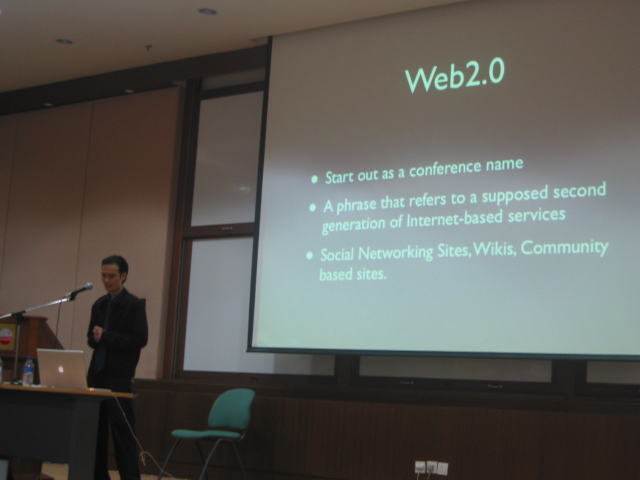 Web2.0
Start out as a conference name
A phrase that refers to a supposed second
generation of Internet-based services
Social Networking Sites, Wikis, Community
based sites.